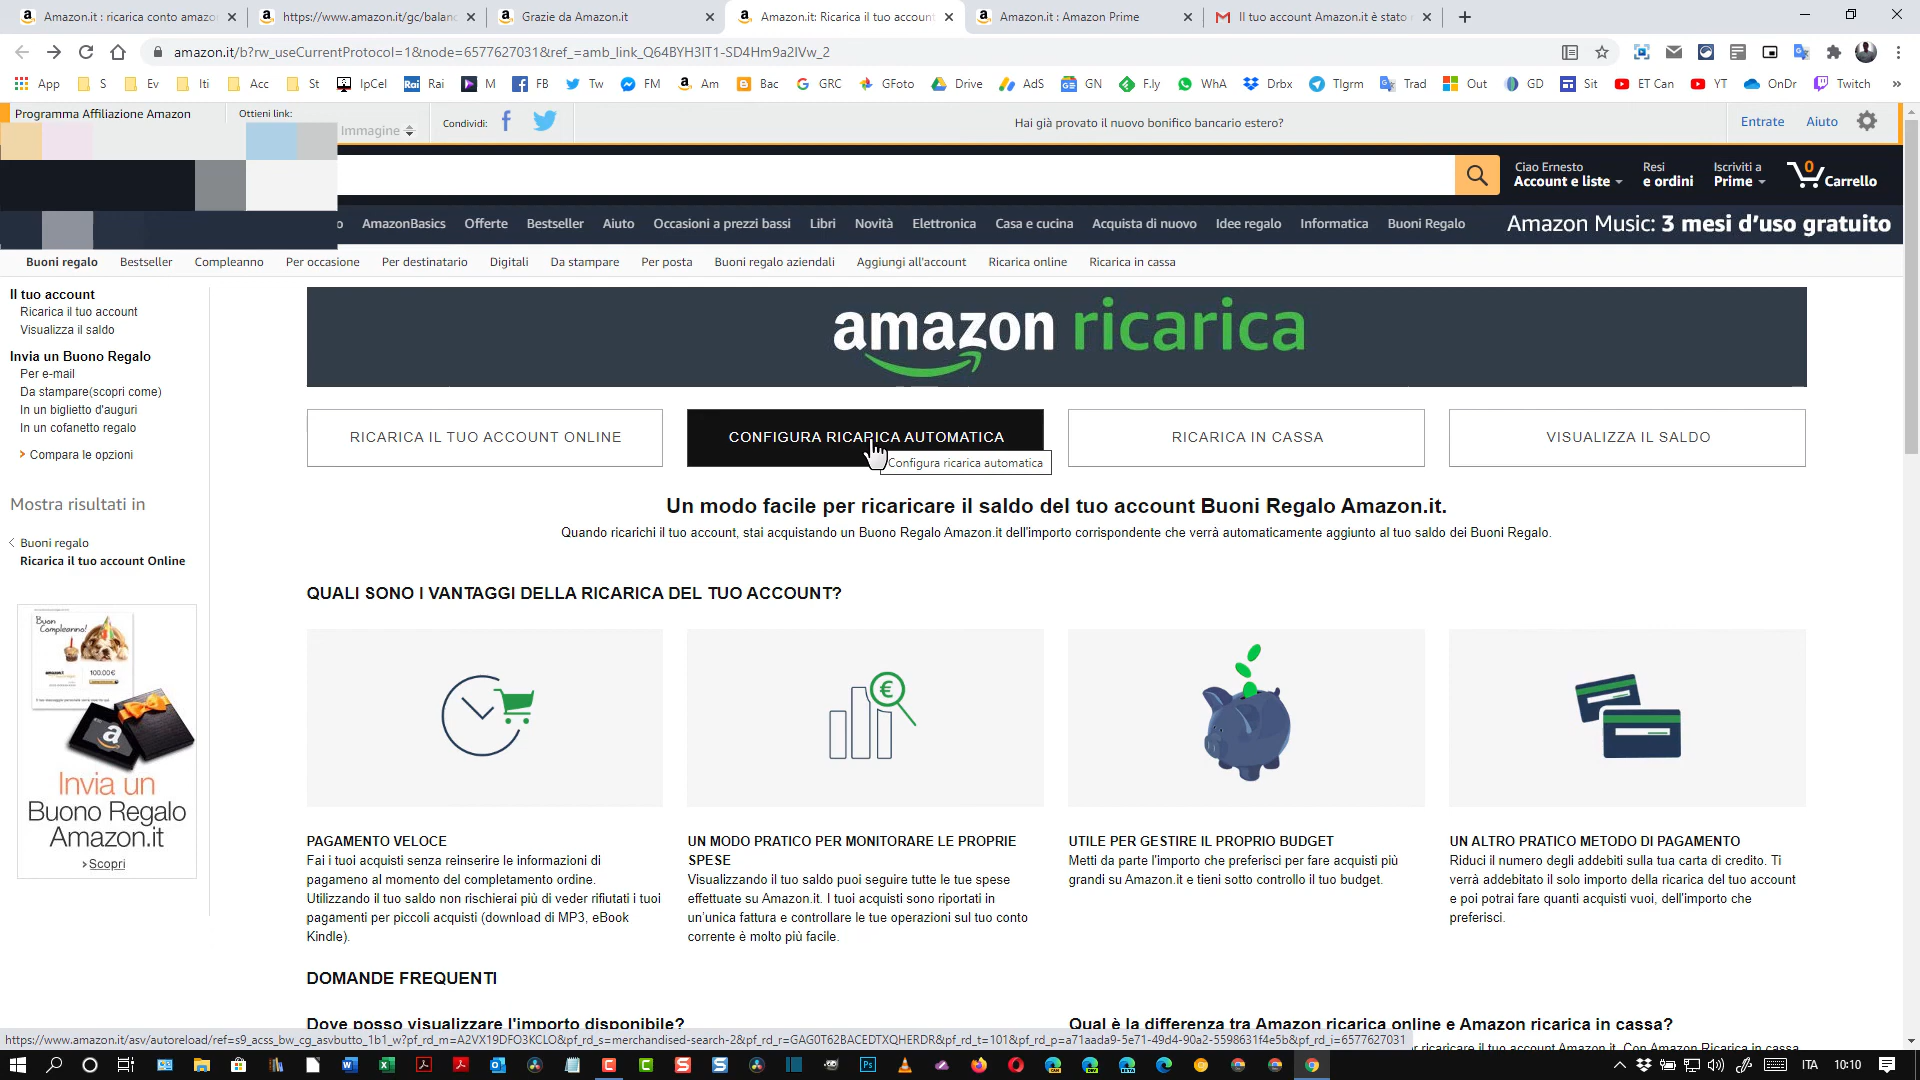 Amazon.it : ricarica conto amazo
https://www.amazon.it/gc/balanc
Grazie da Amazon.it
Amazon.it: Ricarica il tuo account
Amazon.it : Amazon Prime
Il tuo account Amazon.it è stato
amazon.it/b?rw_useCurrentProtocol=1&node=6577627031&ref_=amb_link_Q64BYH3IT1-SD4Hm9a2IVw_2
App S Ev Iti Acc St IpCel Rai M FB Tw FM Am Bac GRC GFoto Drive AdS GN F.ly WhA Drbx Tlgrm Trad Out GD Sit ET Can YT OnDr Twitch »
Programma Affiliazione Amazon
Ottieni link:
Immagine
Condividi:
Hai già provato il nuovo bonifico bancario estero?
Entrate
Aiuto
Ciao Ernesto
Account e liste
Resi
e ordini
Iscriviti a
Prime
0
Carrello
AmazonBasics Offerte Bestseller Aiuto Occasioni a prezzi bassi Libri Novità Elettronica Casa e cucina Acquista di nuovo Idee regalo Informatica Buoni Regalo
Amazon Music: 3 mesi d'uso gratuito
Buoni regalo Bestseller Compleanno Per occasione Per destinatario Digitali Da stampare Per posta Buoni regalo aziendali Aggiungi all'account Ricarica online Ricarica in cassa
Il tuo account
Ricarica il tuo account
Visualizza il saldo
Invia un Buono Regalo
Per e-mail
Da stampare(scopri come)
In un biglietto d'auguri
In un cofanetto regalo
Compara le opzioni
Mostra risultati in
Buoni regalo
Ricarica il tuo account Online
Buon
Compleanno!
100.00€
Invia un
Buono Regalo
Amazon.it
Scopri
amazon ricarica
RICARICA IL TUO ACCOUNT ONLINE
CONFIGURA RICARICA AUTOMATICA
Configura ricarica automatica
RICARICA IN CASSA
VISUALIZZA IL SALDO
Un modo facile per ricaricare il saldo del tuo account Buoni Regalo Amazon.it.
Quando ricarichi il tuo account, stai acquistando un Buono Regalo Amazon.it dell'importo corrispondente che verrà automaticamente aggiunto al tuo saldo dei Buoni Regalo.
QUALI SONO I VANTAGGI DELLA RICARICA DEL TUO ACCOUNT?
€
PAGAMENTO VELOCE
Fai i tuoi acquisti senza reinserire le informazioni di
pagameno al momento del completamento ordine.
Utilizzando il tuo saldo non rischierai più di veder rifiutati i tuoi
pagamenti per piccoli acquisti (download di MP3, eBook
Kindle).
UN MODO PRATICO PER MONITORARE LE PROPRIE
SPESE
Visualizzando il tuo saldo puoi seguire tutte le tue spese
effettuate su Amazon.it. I tuoi acquisti sono riportati in
un'unica fattura e controllare le tue operazioni sul tuo conto
corrente è molto più facile.
UTILE PER GESTIRE IL PROPRIO BUDGET
Metti da parte l'importo che preferisci per fare acquisti più
grandi su Amazon.it e tieni sotto controllo il tuo budget.
UN ALTRO PRATICO METODO DI PAGAMENTO
Riduci il numero degli addebiti sulla tua carta di credito. Ti
verrà addebitato il solo importo della ricarica del tuo account
e poi potrai fare quanti acquisti vuoi, dell'importo che
preferisci.
DOMANDE FREQUENTI
Dove posso visualizzare l'importo disponibile?
Qual è la differenza tra Amazon ricarica online e Amazon ricarica in cassa?
https://www.amazon.it/asv/autoreload/ref=s9_acss_bw_cg_asvbutto_1b1_w?pf_rd_m=A2VX19DFO3KCLO&pf_rd_s=merchandised-search-2&pf_rd_r=GAG0T62BACEDTXQHERDR&pf_rd_t=101&pf_rd_p=a71aada9-5e71-49d4-90a2-5598631f4e5b&pf_rd_i=6577627031
ricaricare il tuo account Amazon.it. Con Amazon Ricarica in cassa
ITA
10:10